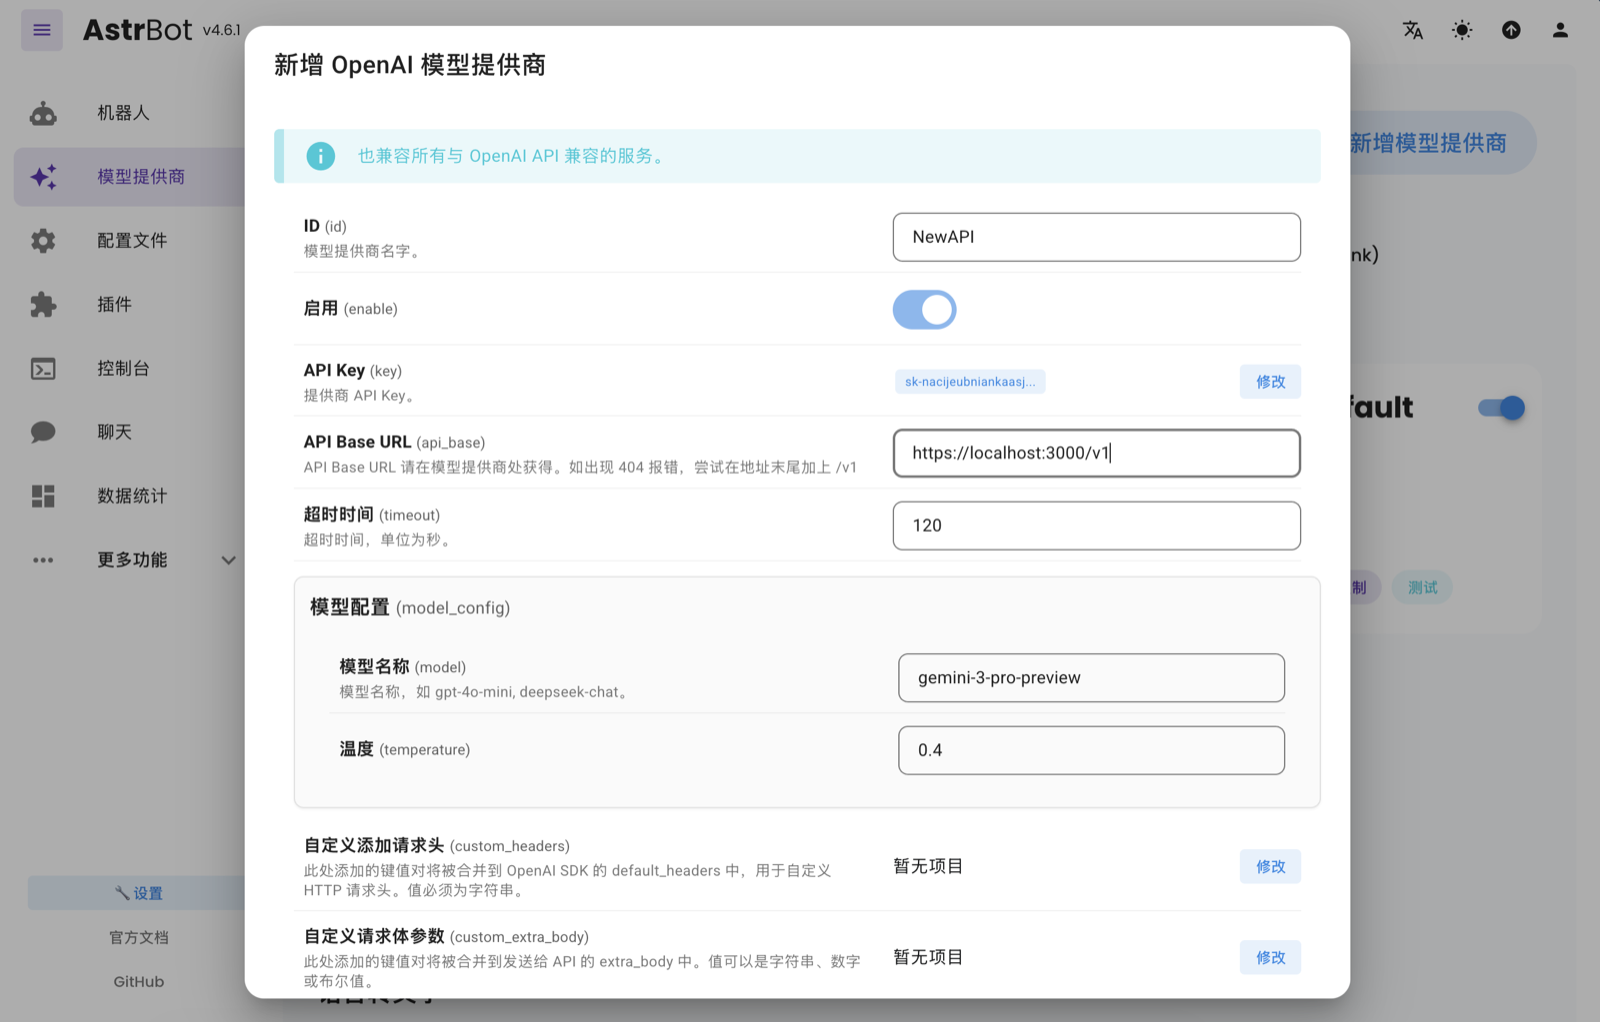 AstrBot v4.6.1
机器人
模型提供商
配置文件
插件
控制台
聊天
数据统计
更多功能
设置
官方文档
GitHub
新增 OpenAI 模型提供商
也兼容所有与 OpenAI API 兼容的服务。
ID (id)
模型提供商名字。
NewAPI
启用 (enable)
API Key (key)
提供商 API Key。
sk-nacijeubniankaasj...
修改
API Base URL (api_base)
API Base URL 请在模型提供商处获得。如出现 404 报错，尝试在地址末尾加上 /v1
https://localhost:3000/v1
超时时间 (timeout)
超时时间，单位为秒。
120
模型配置 (model_config)
模型名称 (model)
模型名称，如 gpt-4o-mini, deepseek-chat。
gemini-3-pro-preview
温度 (temperature)
0.4
自定义添加请求头 (custom_headers)
此处添加的键值对将被合并到 OpenAI SDK 的 default_headers 中，用于自定义
HTTP 请求头。值必须为字符串。
暂无项目
修改
自定义请求体参数 (custom_extra_body)
此处添加的键值对将被合并到发送给 API 的 extra_body 中。值可以是字符串、数字
或布尔值。
暂无项目
修改
新增模型提供商
nk)
fault
制
测试